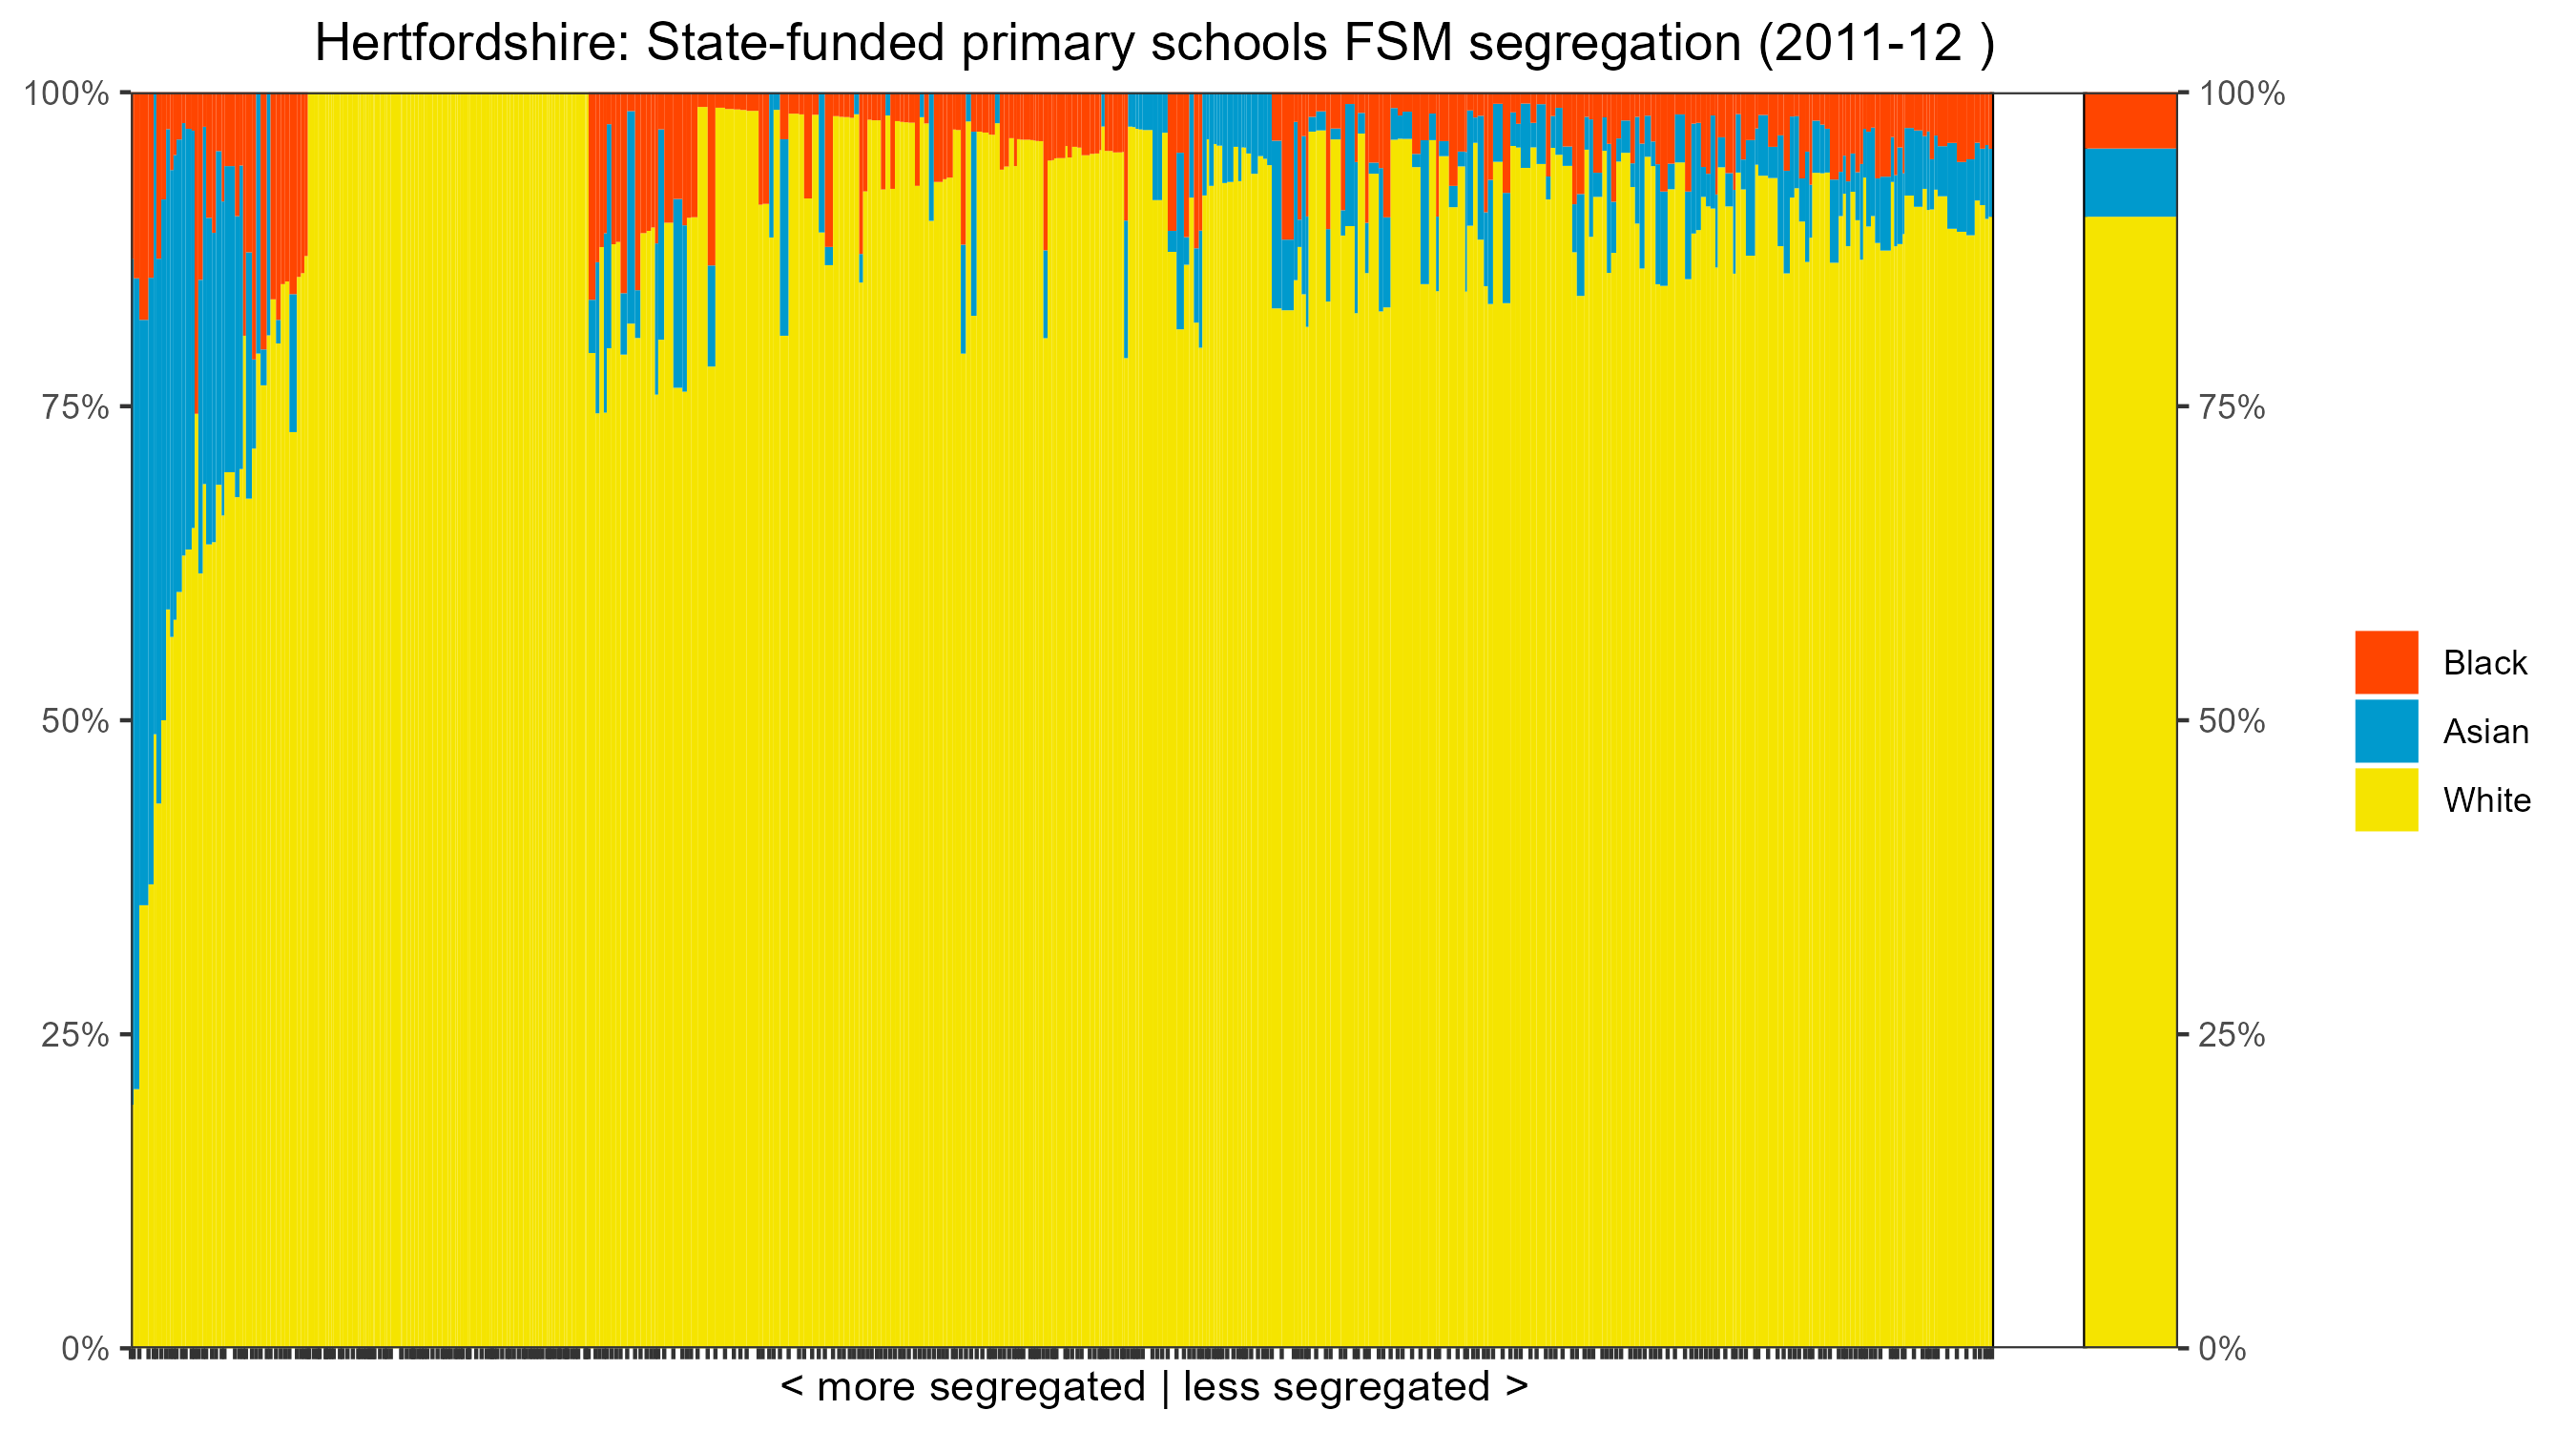 Hertfordshire: State-funded primary schools FSM segregation (2011-12 )
100%
75%
50%
25%
0%
100%
75%
50%
25%
0%
Black
Asian
White
< more segregated | less segregated >